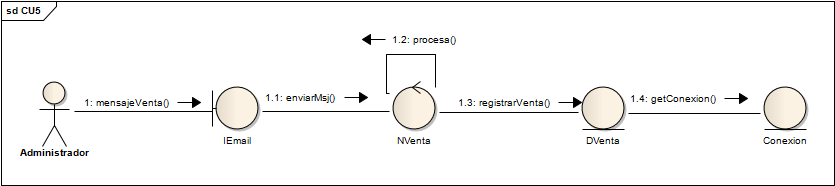 sd CU5
1.2: procesa()
1: mensajeVenta()
1.1: enviarMsj()
1.3: registrarVenta()
1.4: getConexion()
Administrador
IEmail
NVenta
DVenta
Conexion